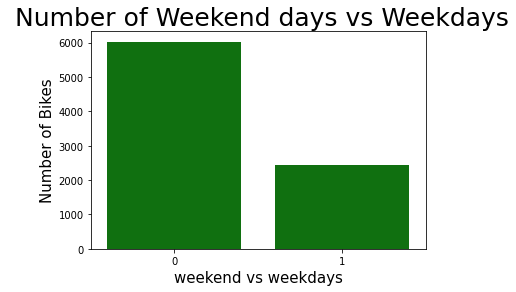 Number of Weekend days vs Weekdays
Number of Bikes
6000
5000
4000
3000
2000
1000
0
0 1
weekend vs weekdays